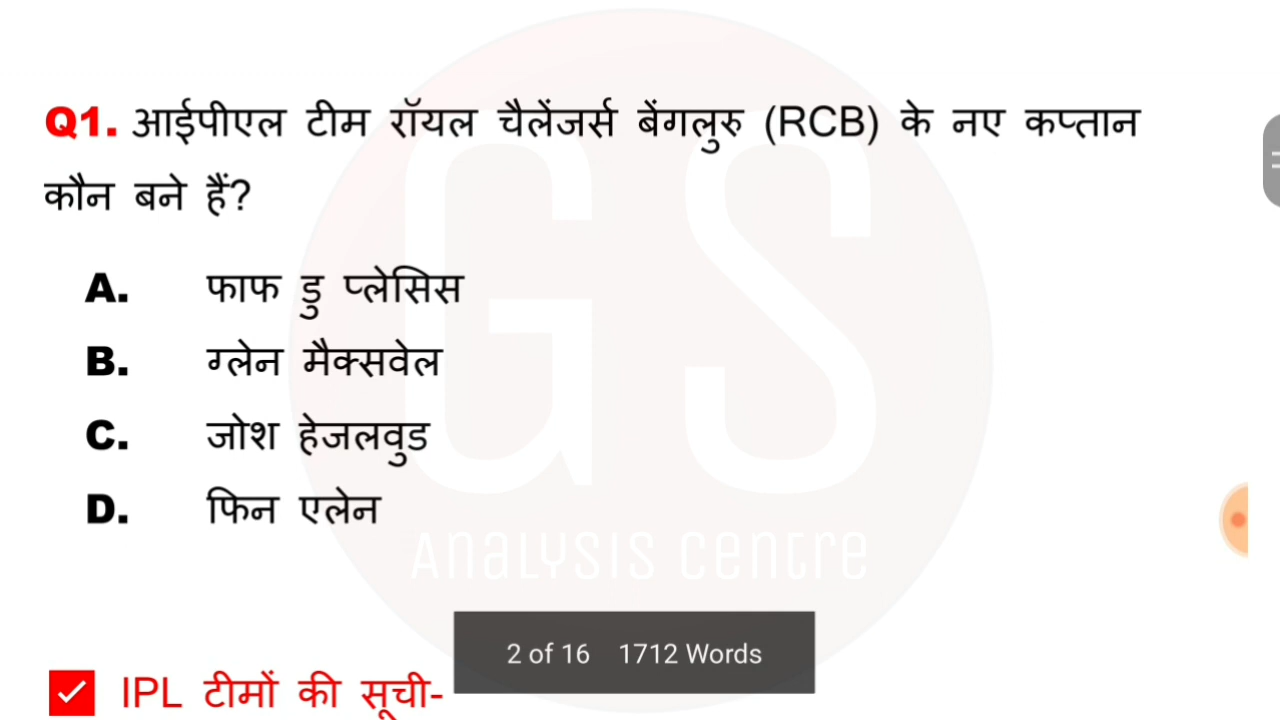 Q1. आईपीएल टीम रॉयल चैलेंजर्स बेंगलुरु (RCB) के नए कप्तान
कौन बने हैं?
A. फाफ डु प्लेसिस
B. ग्लेन मैक्सवेल
C. जोश हेजलवुड
D. फिन एलेन
GS
Analysis Centre
2 of 16 1712 Words
IPL टीमों की सूची-